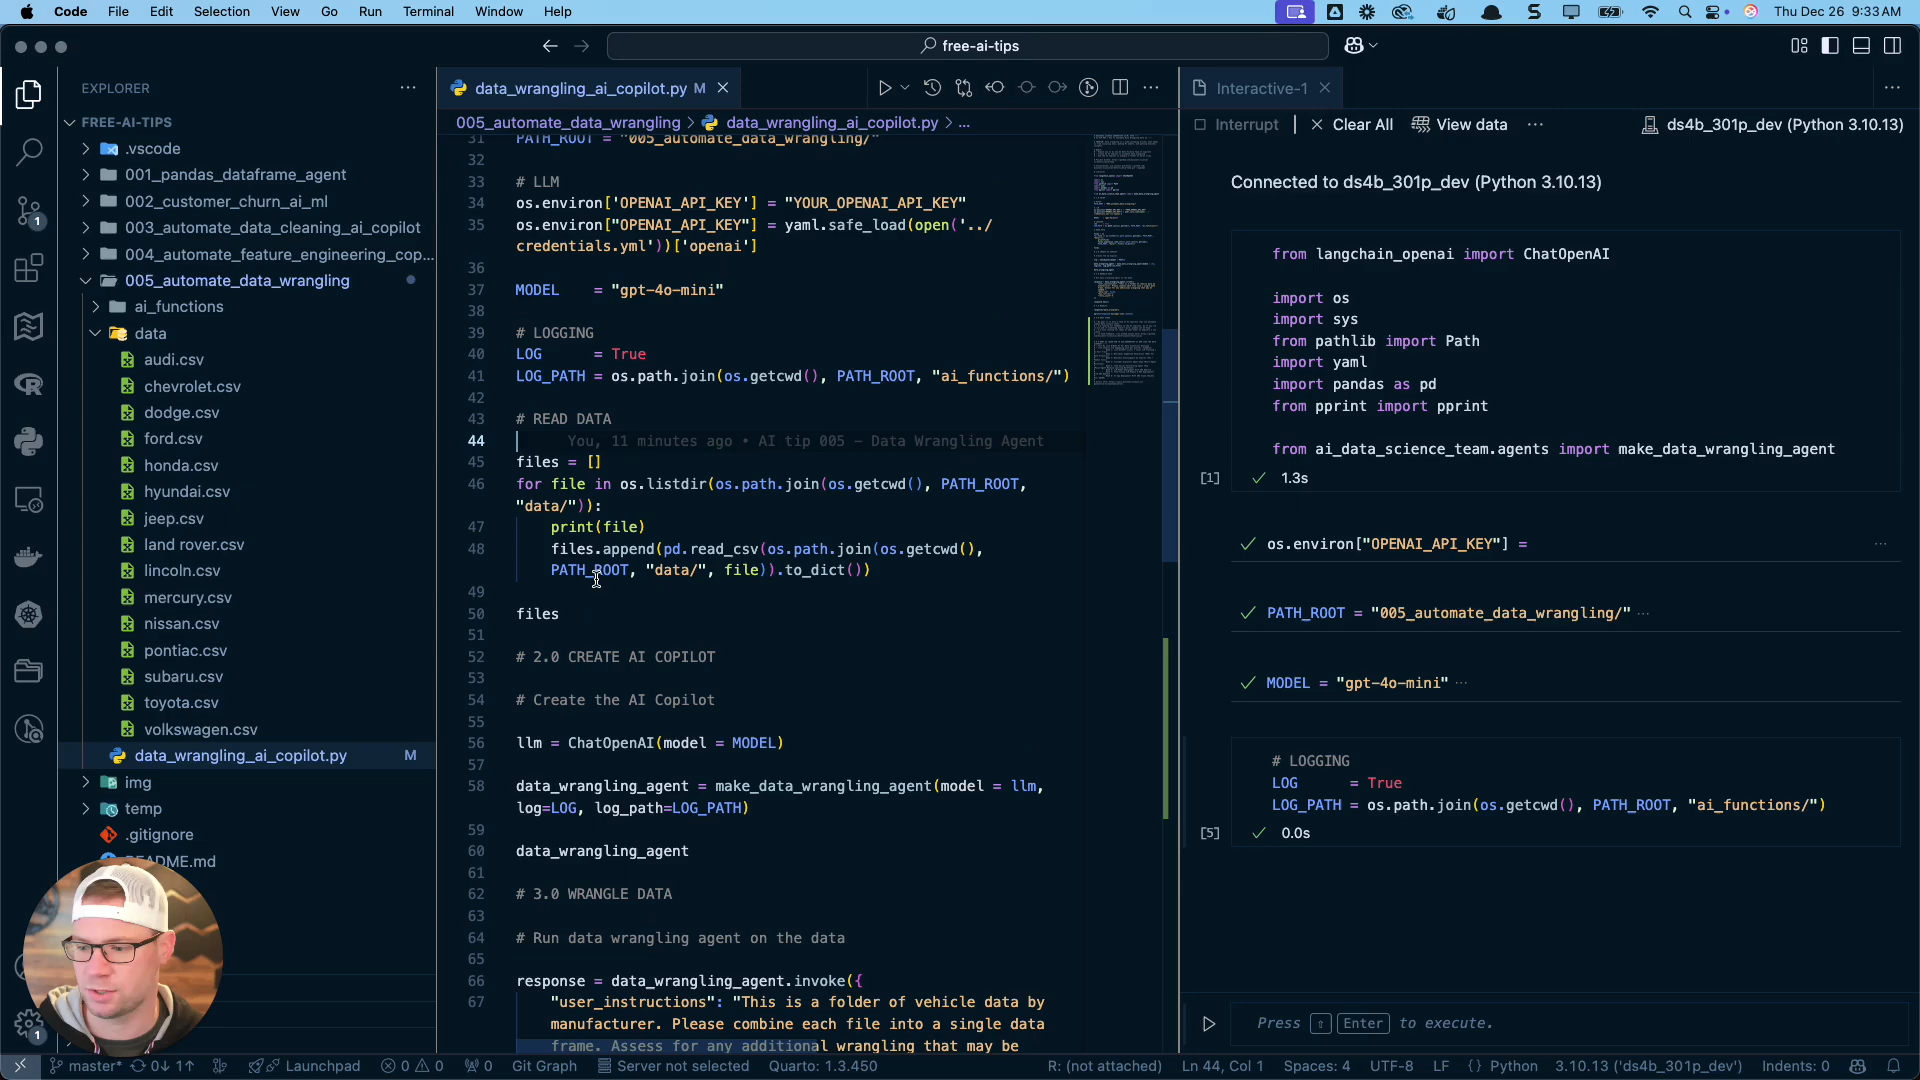 Code File Edit Selection View Go Run Terminal Window Help
Thu Dec 26 9:33 AM
free-ai-tips
EXPLORER
FREE-AI-TIPS
.vscode
001_pandas_dataframe_agent
002_customer_churn_ai_ml
003_automate_data_cleaning_ai_copilot
004_automate_feature_engineering_cop...
005_automate_data_wrangling
ai_functions
data
audi.csv
chevrolet.csv
dodge.csv
ford.csv
honda.csv
hyundai.csv
jeep.csv
land rover.csv
lincoln.csv
mercury.csv
nissan.csv
pontiac.csv
subaru.csv
toyota.csv
volkswagen.csv
data_wrangling_ai_copilot.py M
img
temp
.gitignore
README.md
1
1
data_wrangling_ai_copilot.py M
005_automate_data_wrangling > data_wrangling_ai_copilot.py > ...
31 PATH_ROOT = "005_automate_data_wrangling/"
32
33 # LLM
34 os.environ['OPENAI_API_KEY'] = "YOUR_OPENAI_API_KEY"
35 os.environ["OPENAI_API_KEY"] = yaml.safe_load(open('../
credentials.yml'))['openai']
36
37 MODEL    = "gpt-4o-mini"
38
39 # LOGGING
40 LOG      = True
41 LOG_PATH = os.path.join(os.getcwd(), PATH_ROOT, "ai_functions/")
42
43 # READ DATA
44 You, 11 minutes ago • AI tip 005 – Data Wrangling Agent
45 files = []
46 for file in os.listdir(os.path.join(os.getcwd(), PATH_ROOT,
"data/")):
47 print(file)
48 files.append(pd.read_csv(os.path.join(os.getcwd(),
PATH_ROOT, "data/", file)).to_dict())
49
50 files
51
52 # 2.0 CREATE AI COPILOT
53
54 # Create the AI Copilot
55
56 llm = ChatOpenAI(model = MODEL)
57
58 data_wrangling_agent = make_data_wrangling_agent(model = llm,
log=LOG, log_path=LOG_PATH)
59
60 data_wrangling_agent
61
62 # 3.0 WRANGLE DATA
63
64 # Run data wrangling agent on the data
65
66 response = data_wrangling_agent.invoke({
67 "user_instructions": "This is a folder of vehicle data by
manufacturer. Please combine each file into a single data
frame. Assess for any additional wrangling that may be
Interactive-1
Interrupt | Clear All View data ... ds4b_301p_dev (Python 3.10.13)
Connected to ds4b_301p_dev (Python 3.10.13)
from langchain_openai import ChatOpenAI
import os
import sys
from pathlib import Path
import yaml
import pandas as pd
from pprint import pprint
from ai_data_science_team.agents import make_data_wrangling_agent
[1] 1.3s
os.environ["OPENAI_API_KEY"] = ...
PATH_ROOT = "005_automate_data_wrangling/" ...
MODEL = "gpt-4o-mini" ...
# LOGGING
LOG      = True
LOG_PATH = os.path.join(os.getcwd(), PATH_ROOT, "ai_functions/")
[5] 0.0s
Press ⇧ Enter to execute.
master* 0↓ 1↑ Launchpad 0 0 0 Git Graph Server not selected Quarto: 1.3.450 R: (not attached) Ln 44, Col 1 Spaces: 4 UTF-8 LF {} Python 3.10.13 ('ds4b_301p_dev') Indents: 0